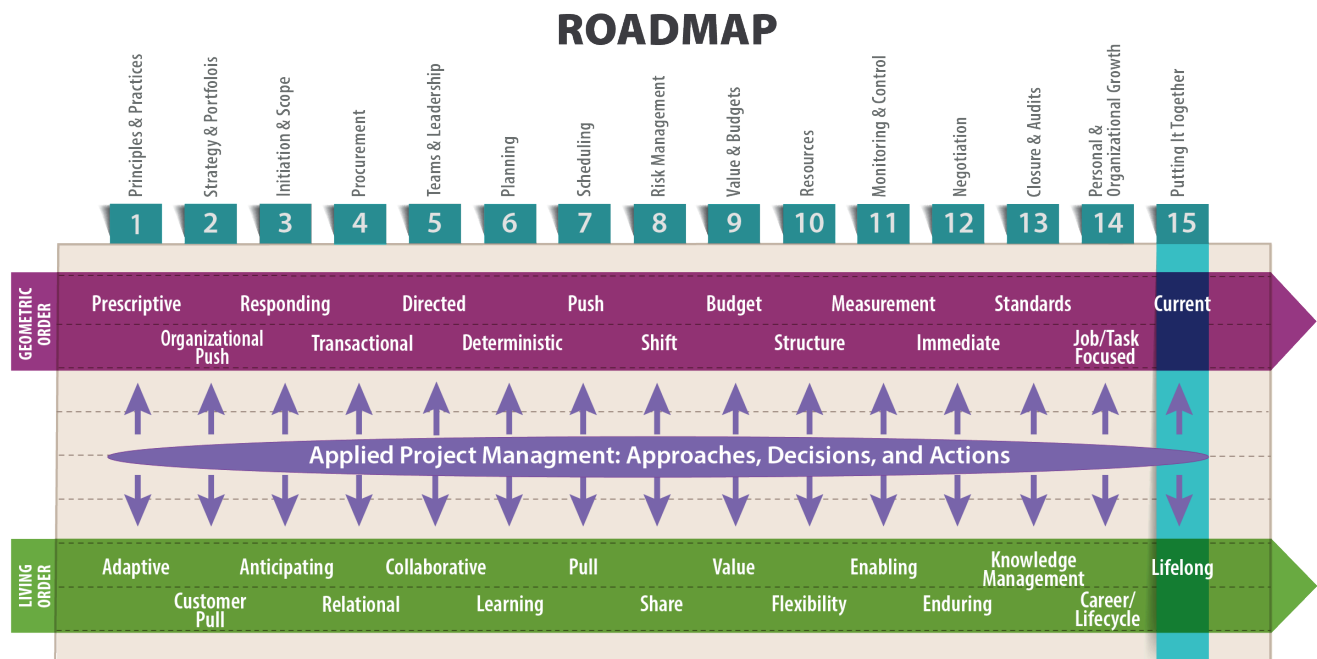 ROADMAP
Principles & Practices
Strategy & Portfolois
Initiation & Scope
Procurement
Teams & Leadership
Planning
Scheduling
Risk Management
Value & Budgets
Resources
Monitoring & Control
Negotiation
Closure & Audits
Personal &
Organizational Growth
Putting It Together
1 2 3 4 5 6 7 8 9 10 11 12 13 14 15
GEOMETRIC
ORDER
Prescriptive Responding Directed Push Budget Measurement Standards Current
Organizational
Push
Transactional
Deterministic
Shift
Structure
Immediate
Job/Task
Focused
Applied Project Managment: Approaches, Decisions, and Actions
LIVING
ORDER
Adaptive Anticipating Collaborative Pull Value Enabling
Knowledge
Management
Lifelong
Customer
Pull
Relational
Learning
Share
Flexibility
Enduring
Career/
Lifecycle